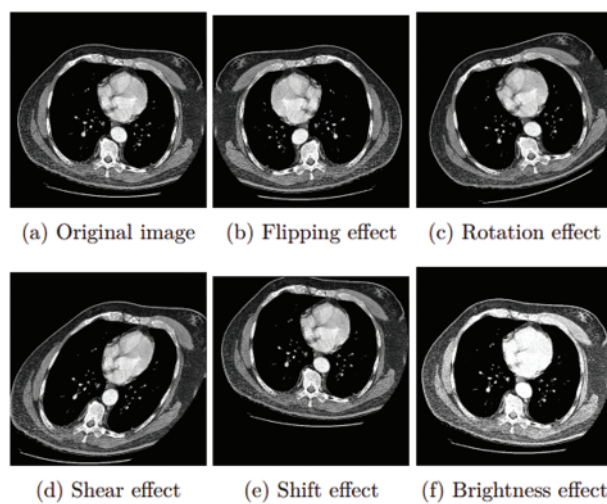 (a) Original image
(b) Flipping effect
(c) Rotation effect
(d) Shear effect
(e) Shift effect
(f) Brightness effect